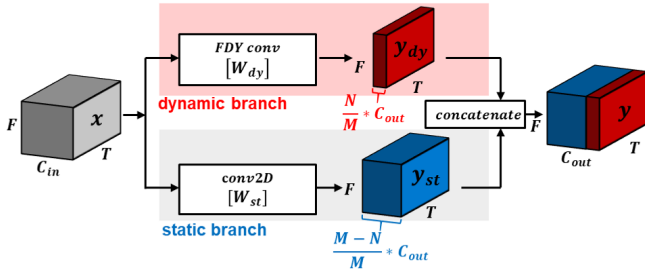 F
x
C_in
T
FDY conv
[W_dy]
dynamic branch
F
y_dy
T
N/M * C_out
conv2D
[W_st]
static branch
F
y_st
T
M − N/M * C_out
concatenate
F
y
C_out
T